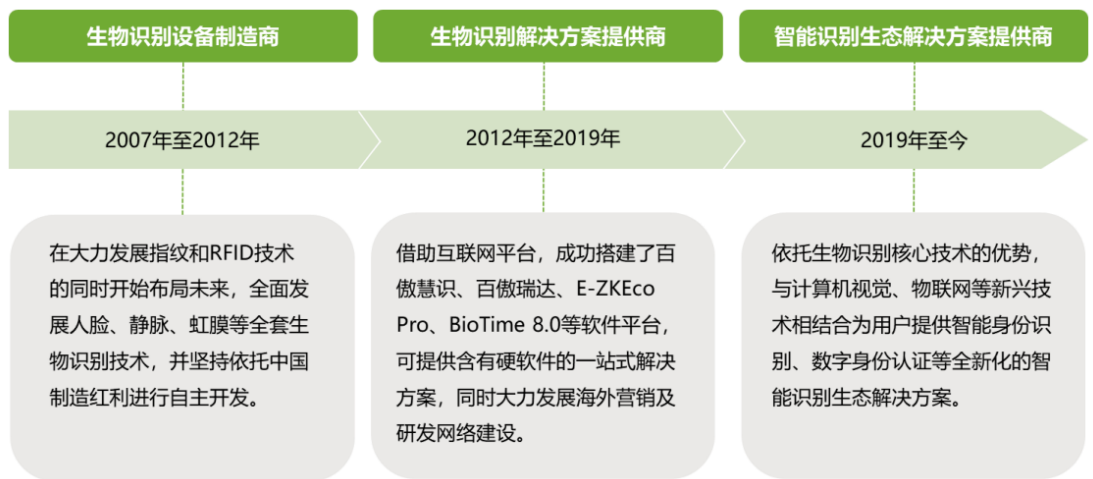 生物识别设备制造商
生物识别解决方案提供商
智能识别生态解决方案提供商
2007年至2012年
2012年至2019年
2019年至今
在大力发展指纹和RFID技术
的同时开始布局未来，全面发
展人脸、静脉、虹膜等全套生
物识别技术，并坚持依托中国
制造红利进行自主开发。
借助互联网平台，成功搭建了百
傲慧识、百傲瑞达、E-ZKEco
Pro、BioTime 8.0等软件平台，
可提供含有硬软件的一站式解决
方案，同时大力发展海外营销及
研发网络建设。
依托生物识别核心技术的优势，
与计算机视觉、物联网等新兴技
术相结合为用户提供智能身份识
别、数字身份认证等全新化的智
能识别生态解决方案。